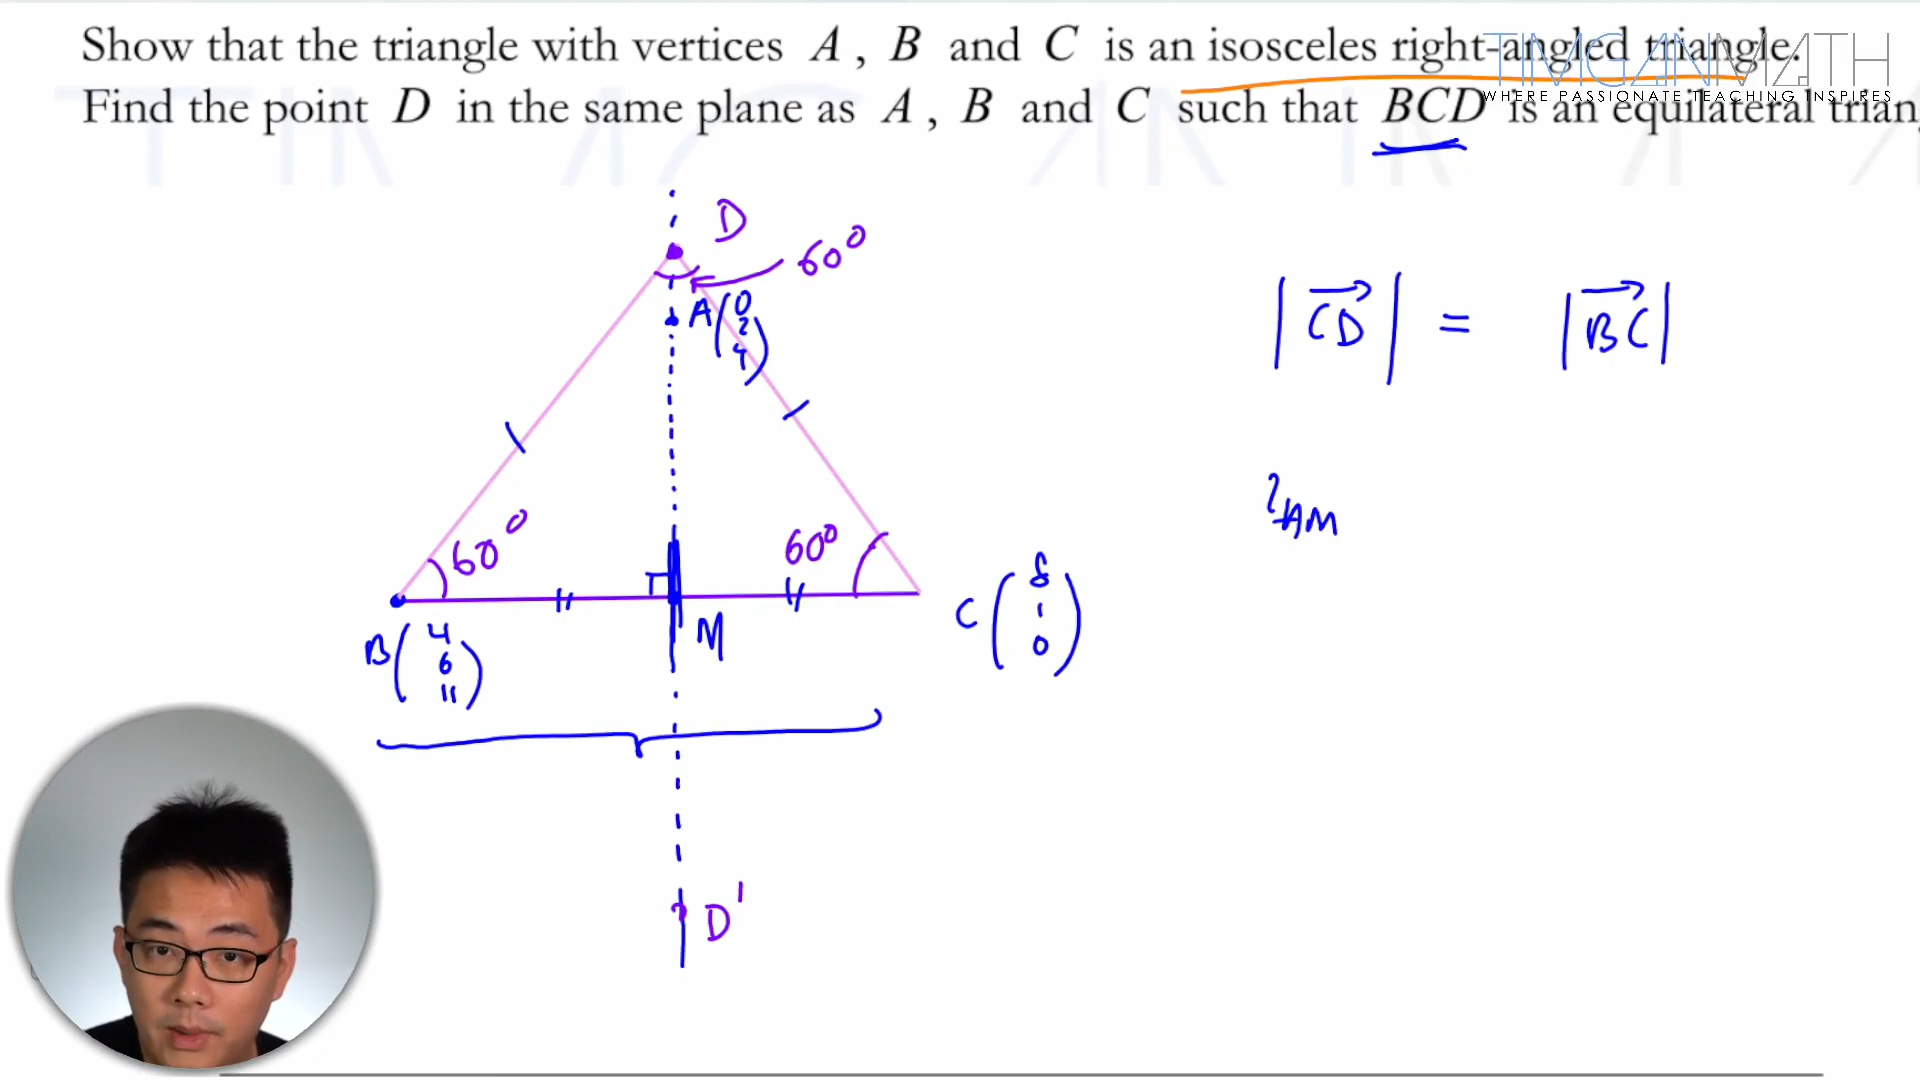 Show that the triangle with vertices A , B and C is an isosceles right-angled triangle.
TIMGANMATH
WHERE PASSIONATE TEACHING INSPIRES
Find the point D in the same plane as A , B and C such that BCD is an equilateral trian
D
60°
A (0 2 4)
|CD| = |BC|
AM
60°
60°
M
B (4 6 11)
C (8 1 0)
D'